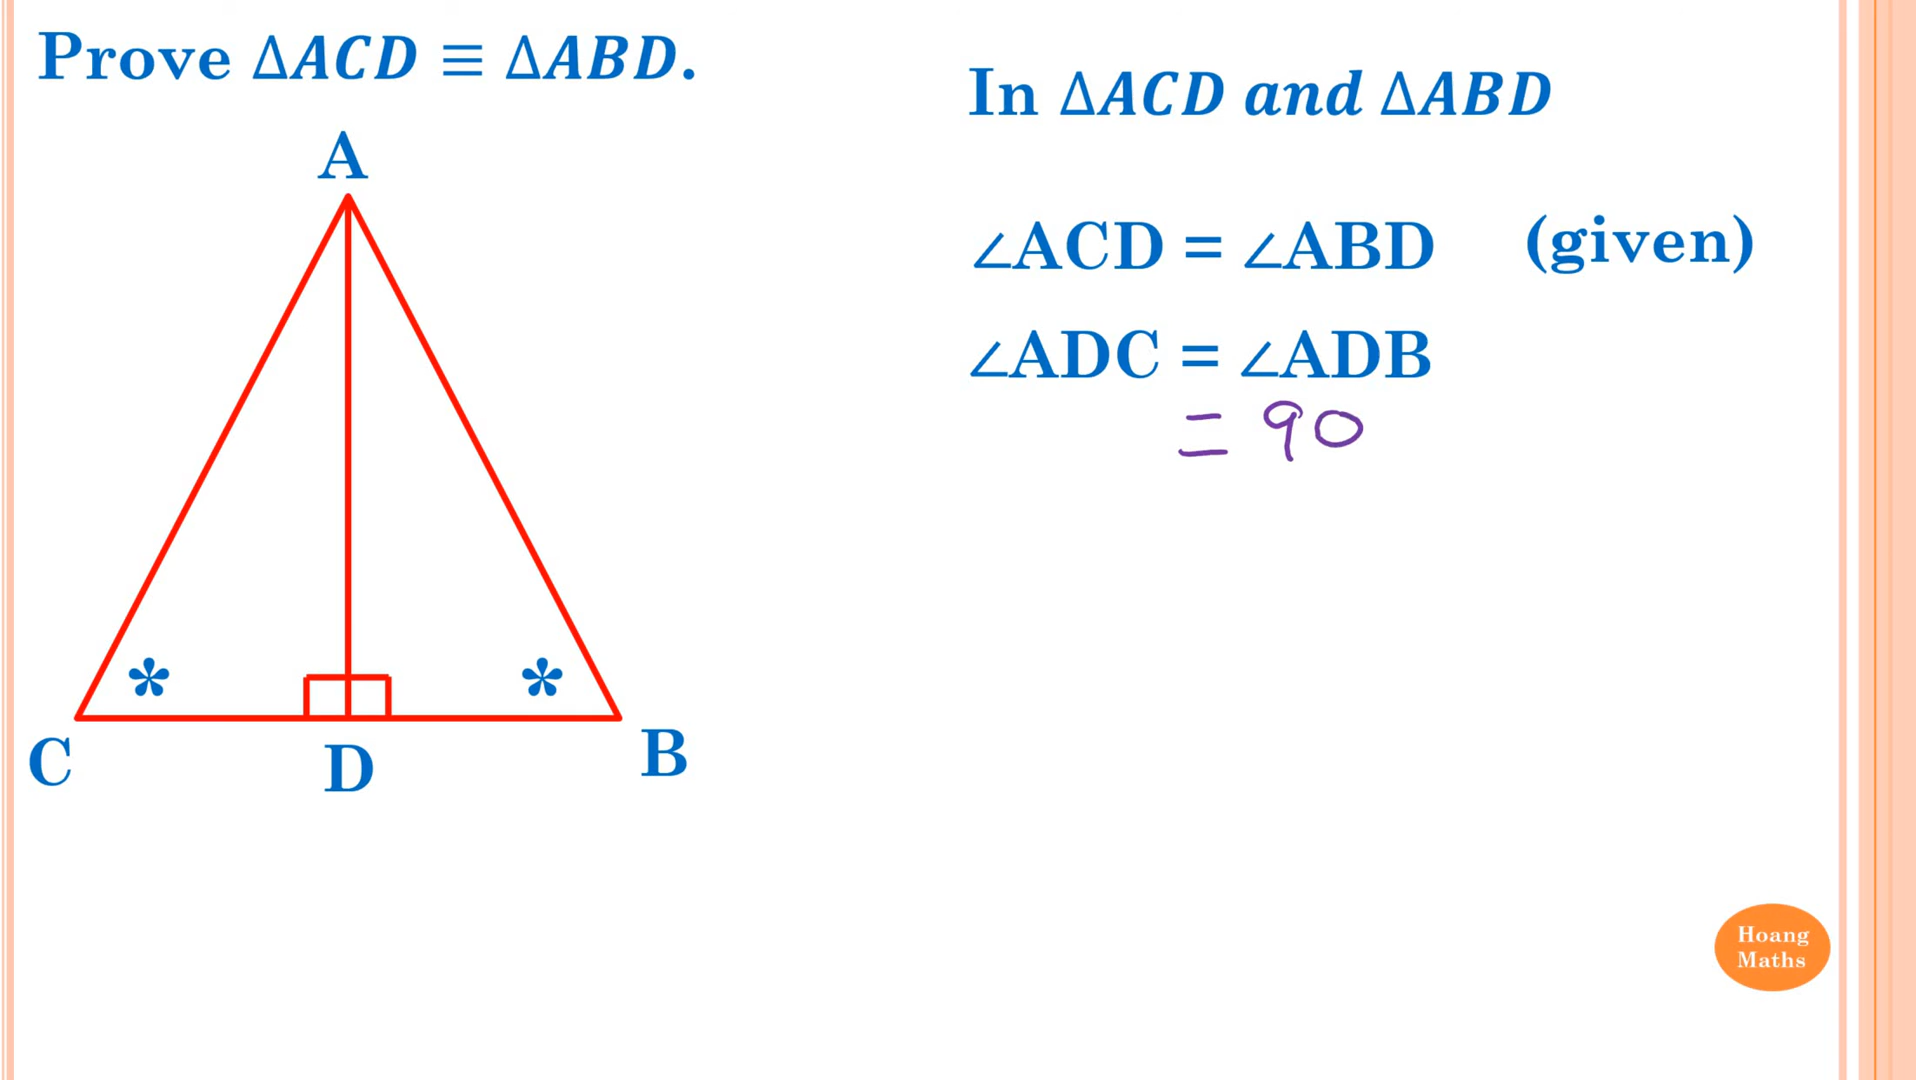 Prove ΔACD ≡ ΔABD.
A
* *
C D B
In ΔACD and ΔABD
∠ACD = ∠ABD (given)
∠ADC = ∠ADB
= 90
Hoang
Maths